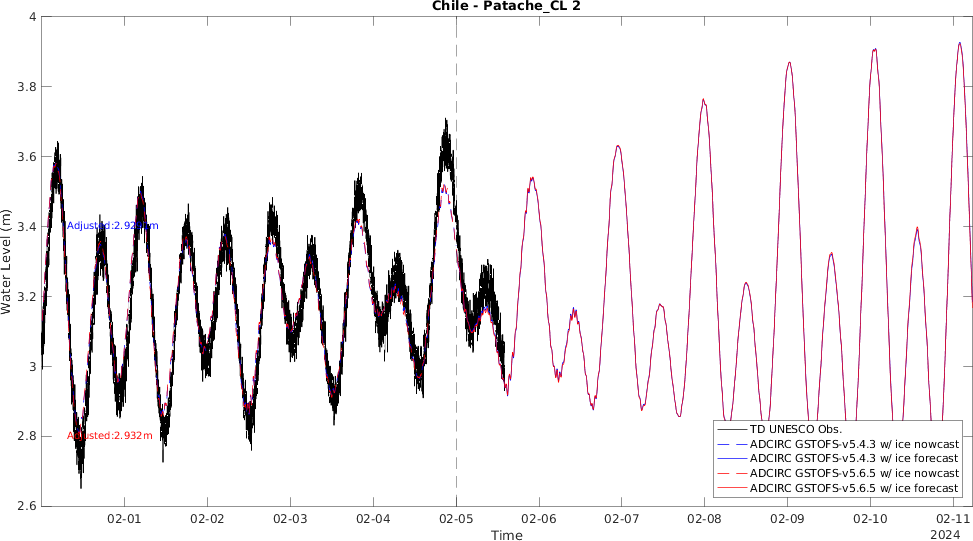 Chile - Patache_CL 2
4
3.8
3.6
3.4
3.2
3
2.8
2.6
Water Level (m)
Adjusted:2.932m
02-01
02-02
02-03
02-04
02-05
02-06
02-07
02-08
02-09
02-10
02-11
2024
Time
TD UNESCO Obs.
ADCIRC GSTOFS-v5.4.3 w/ ice nowcast
ADCIRC GSTOFS-v5.4.3 w/ ice forecast
ADCIRC GSTOFS-v5.6.5 w/ ice nowcast
ADCIRC GSTOFS-v5.6.5 w/ ice forecast